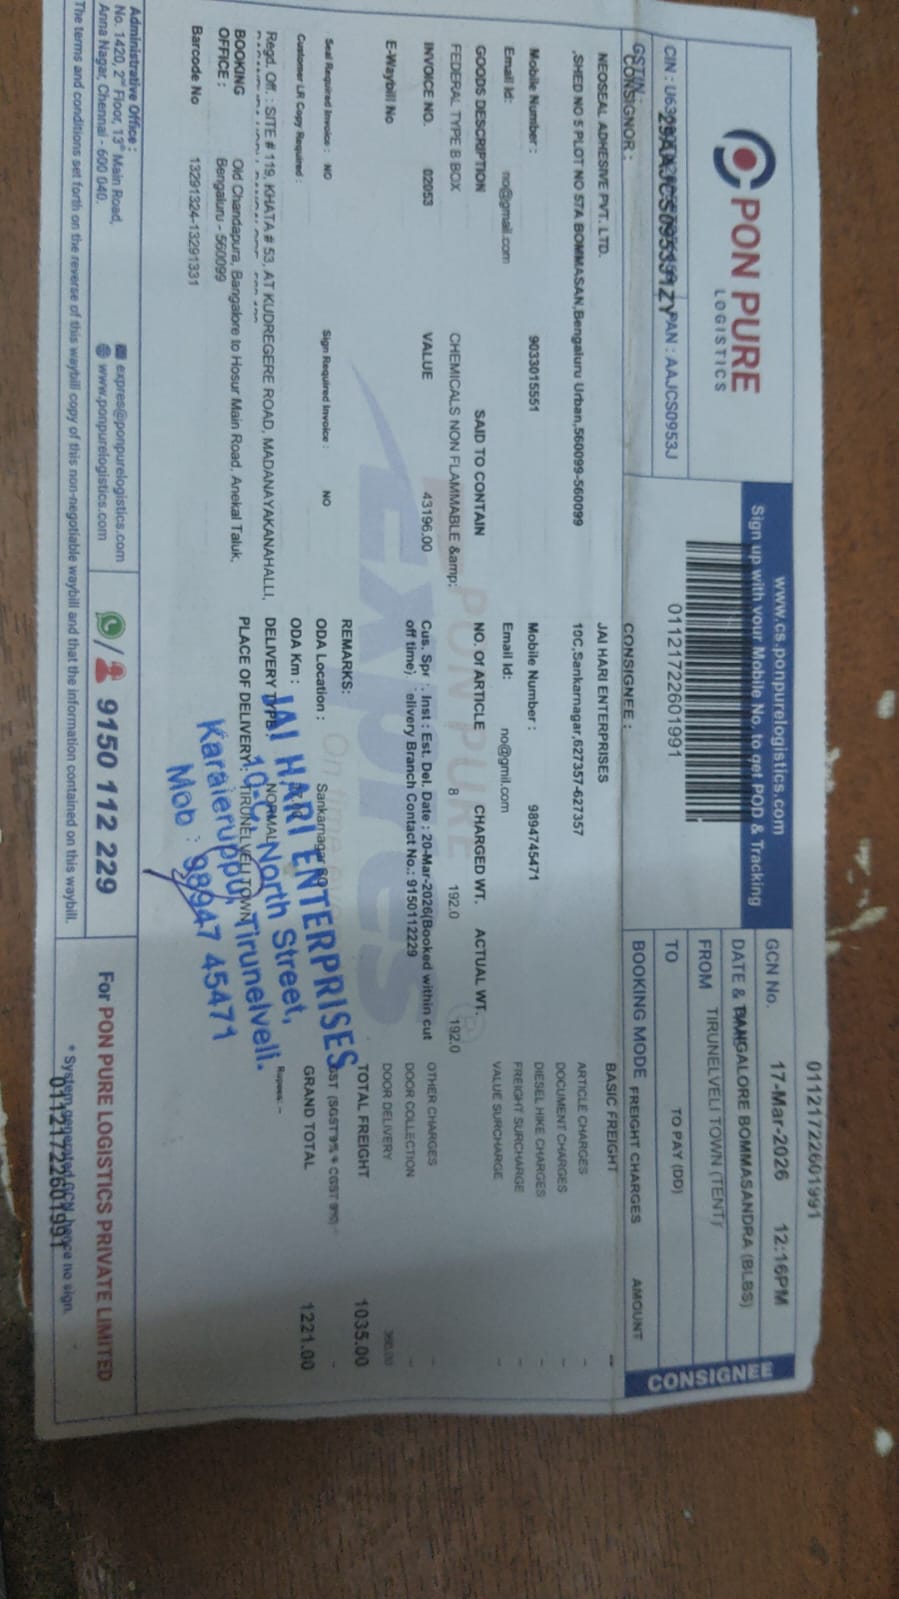 PON PURE
LOGISTICS
www.cs.ponpurelogistics.com
Sign up with your Mobile No. to get POD & Tracking
01121722601991
GCN No.
17-Mar-2026 12:16PM
DATE &
BANGALORE BOMMASANDRA (BLBS)
FROM TIRUNELVELI TOWN (TENT)
TO TO PAY (DD)
BOOKING MODE FREIGHT CHARGES AMOUNT
CONSIGNEE
PAN : AAJCS0953J
GSTIN :
29AAJCS0953J1ZY
01121722601991
CONSIGNOR :
NEOSEAL ADHESIVE PVT. LTD.
,SHED NO 5 PLOT NO 57A BOMMASAN,Bengaluru Urban,560099-560099
Mobile Number : 9033015551
Email Id: no@gmail.com
CONSIGNEE :
JAI HARI ENTERPRISES
10C,Sankarnagar,627357-627357
Mobile Number : 9894745471
Email Id: no@gmil.com
GOODS DESCRIPTION SAID TO CONTAIN NO. Of ARTICLE CHARGED WT. ACTUAL WT.
FEDERAL TYPE B BOX CHEMICALS NON FLAMMABLE &amp; 8 192.0 192.0
INVOICE NO. 02053 VALUE 43196.00
E-Waybill No
Cus. Spr : Inst : Est. Del. Date : 20-Mar-2026(Booked within cut
off time) elivery Branch Contact No.: 9150112229
Seal Required Invoice : NO Sign Required Invoice : NO
Customer LR Copy Required :
REMARKS:
ODA Location : Sankarnagar
ODA Km :
DELIVERY TYPE: NORMAL
PLACE OF DELIVERY: TIRUNELVELI TOWN
Regd. Off. : SITE # 119, KHATA # 53, AT KUDREGERE ROAD, MADANAYAKANAHALLI,
BOOKING Old Chandapura, Bangalore to Hosur Main Road, Anekal Taluk,
OFFICE : Bengaluru - 560099
Barcode No 13291324-13291331
BASIC FREIGHT --
ARTICLE CHARGES -
DOCUMENT CHARGES -
DIESEL HIKE CHARGES -
FREIGHT SURCHARGE -
VALUE SURCHARGE -
OTHER CHARGES -
DOOR COLLECTION -
DOOR DELIVERY
TOTAL FREIGHT 1035.00
GST (SGST 9% + CGST 9%) -
GRAND TOTAL 1221.00
Rupees: --
PON PURE
Expres
JAI HARI ENTERPRISES
10-C, North Street,
Karaieruppu, Tirunelveli.
Mob : 98947 45471
Administrative Office :
No. 1420, 2nd Floor, 13th Main Road,
Anna Nagar, Chennai - 600 040.
expres@ponpurelogistics.com
www.ponpurelogistics.com
/ 9150 112 229
For PON PURE LOGISTICS PRIVATE LIMITED
* System generated GCN hence no sign.
01121722601991
The terms and conditions set forth on the reverse of this waybill copy of this non-negotiable waybill and that the information contained on this waybill.